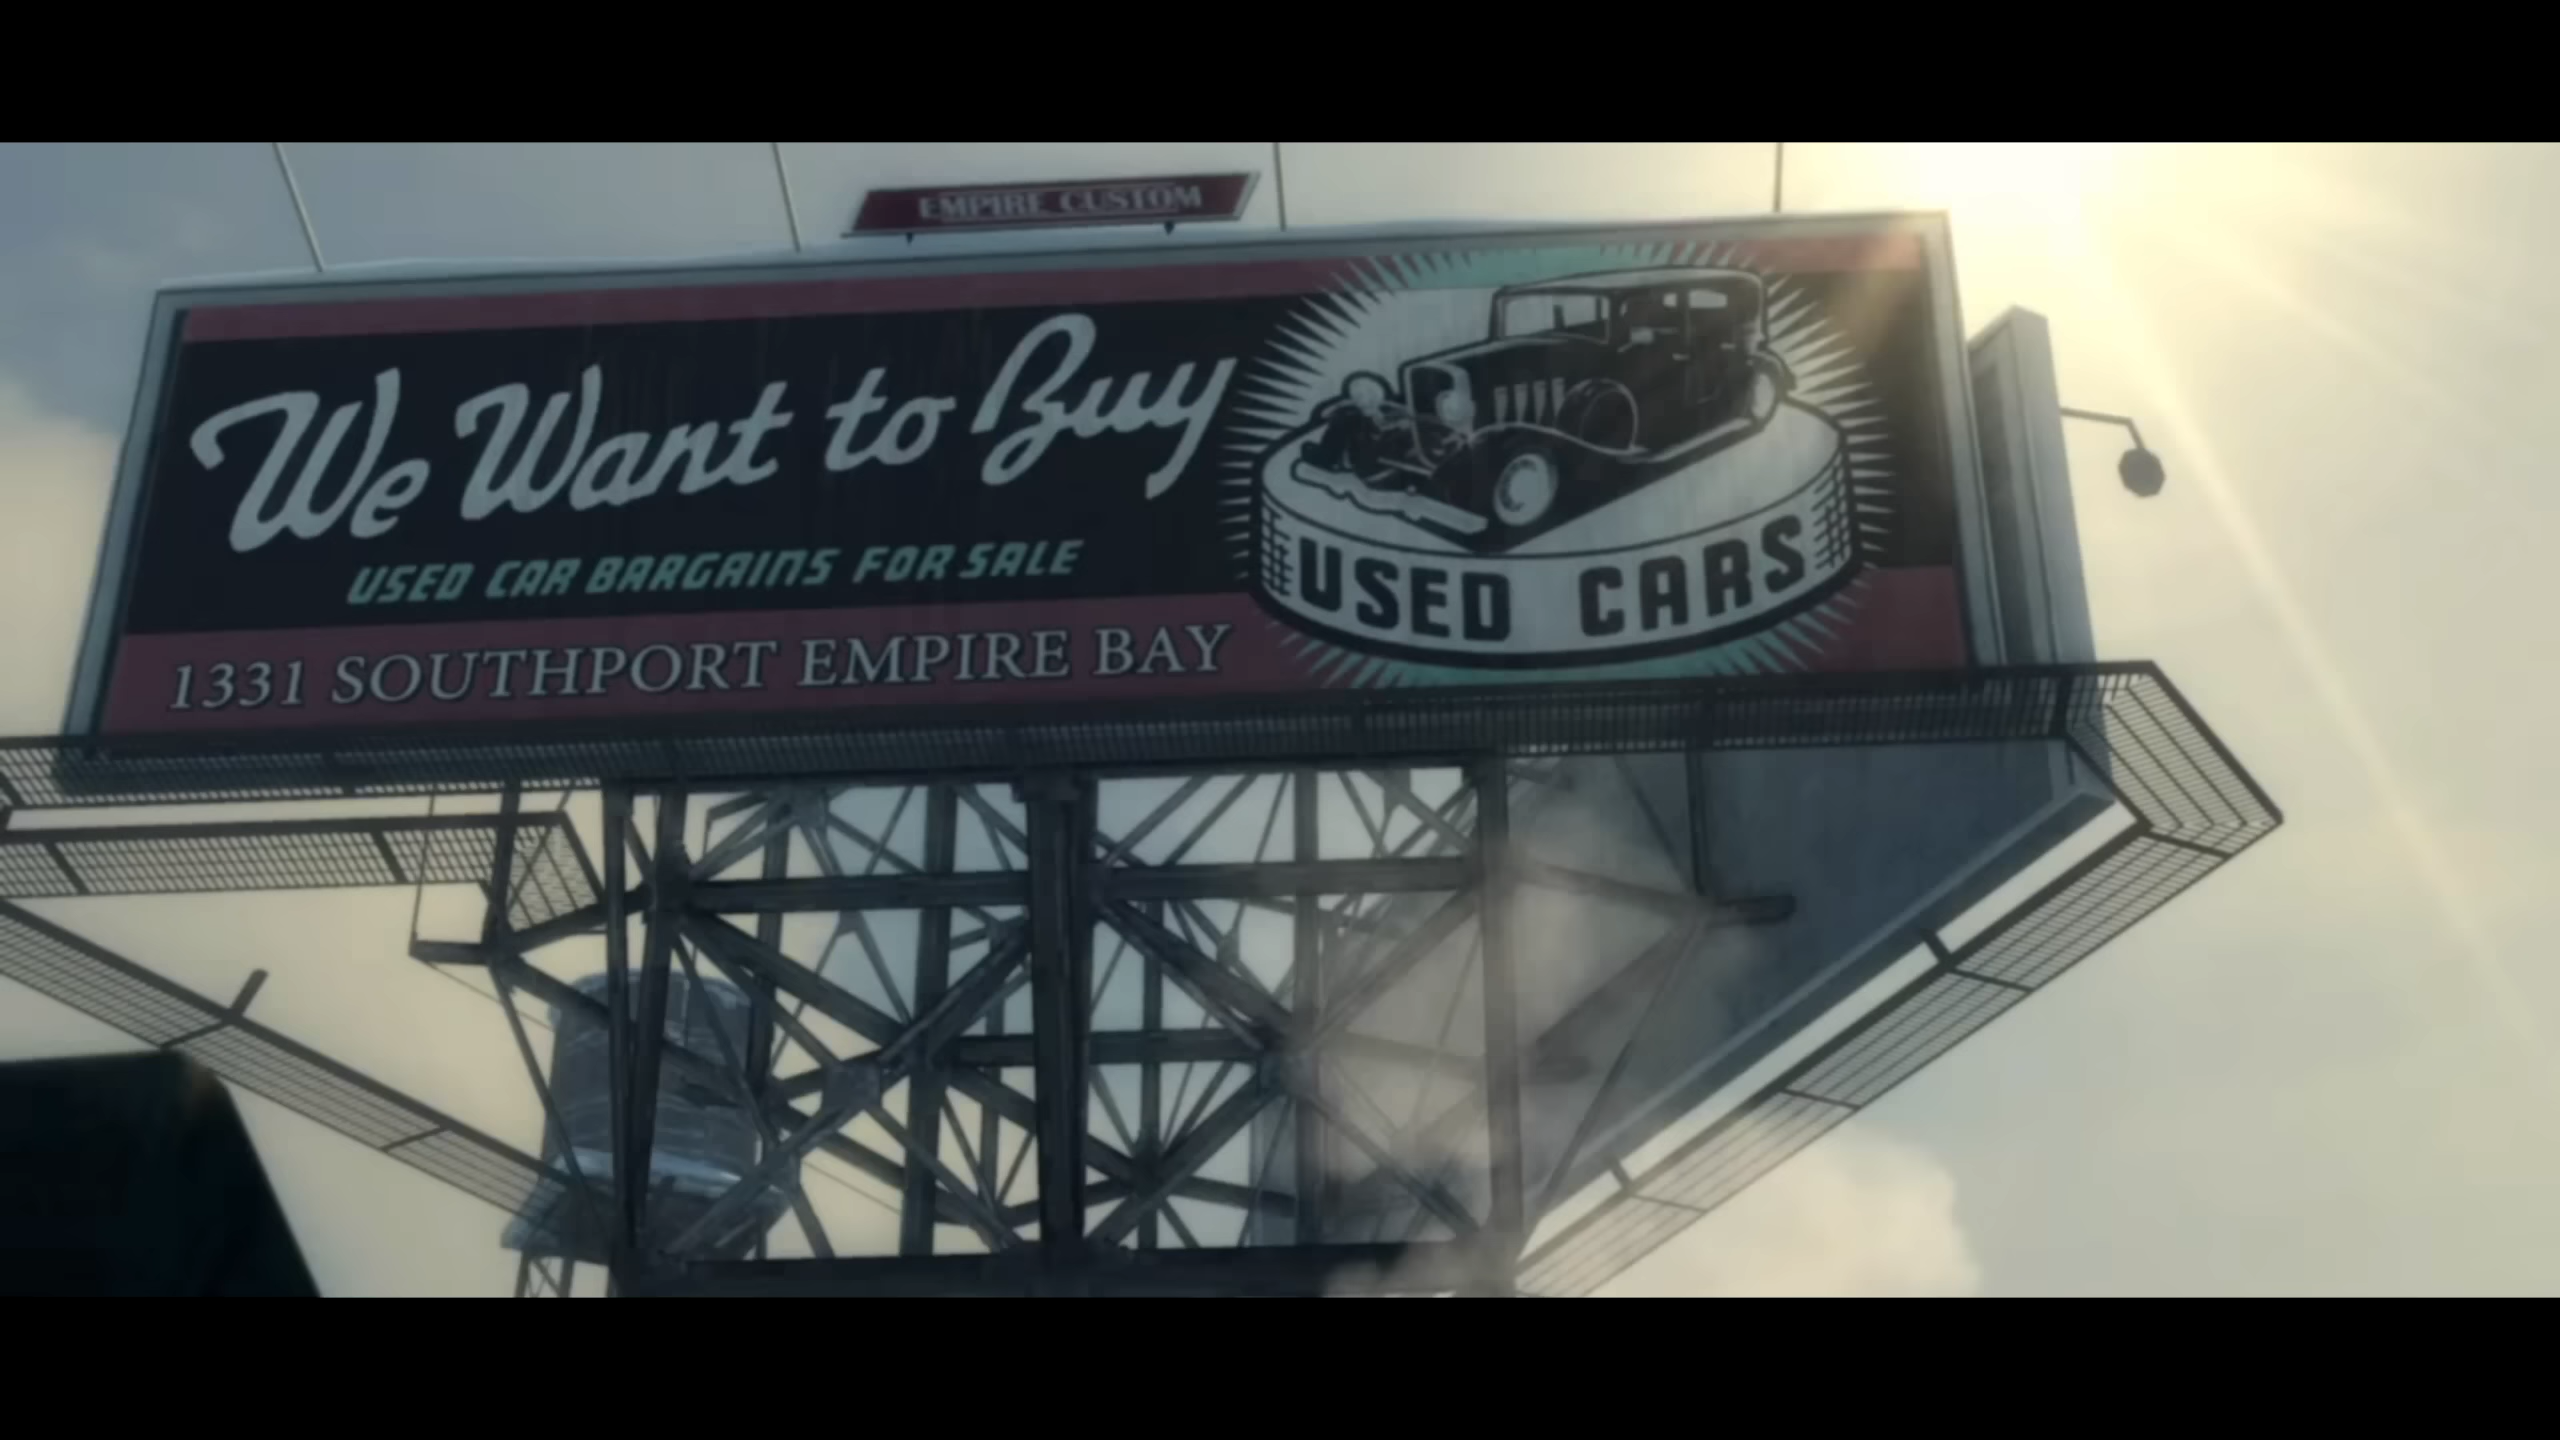 EMPIRE CUSTOM
We Want to Buy
USED CAR BARGAINS FOR SALE
1331 SOUTHPORT EMPIRE BAY
USED CARS